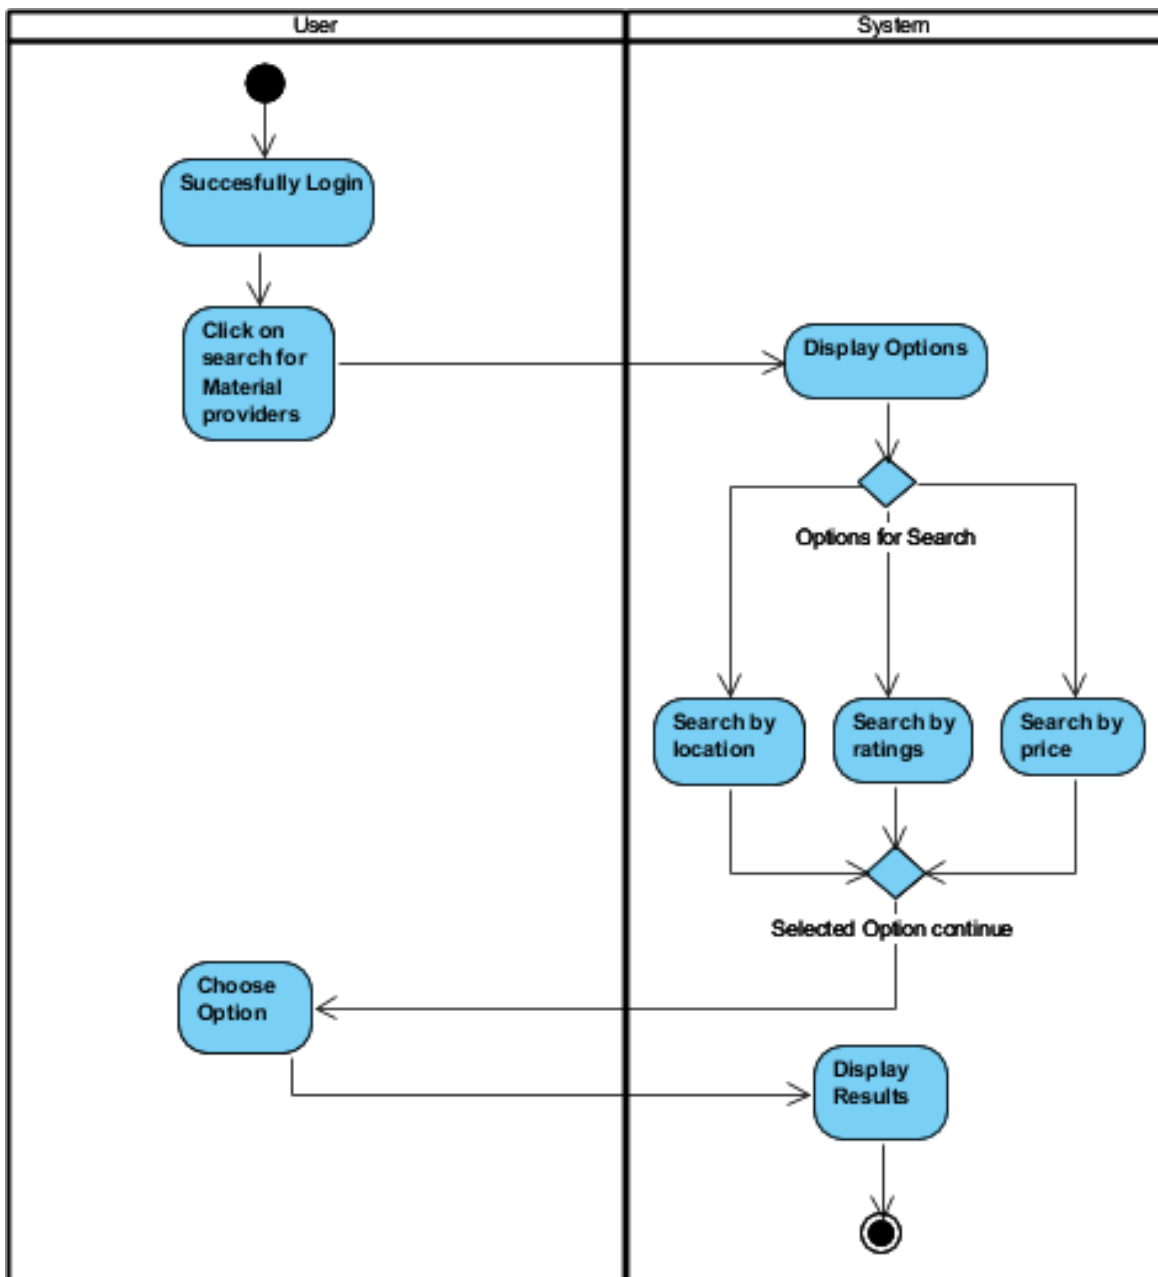 User
System
Succesfully Login
Click on
search for
Material
providers
Display Options
Options for Search
Search by
location
Search by
ratings
Search by
price
Selected Option continue
Choose
Option
Display
Results